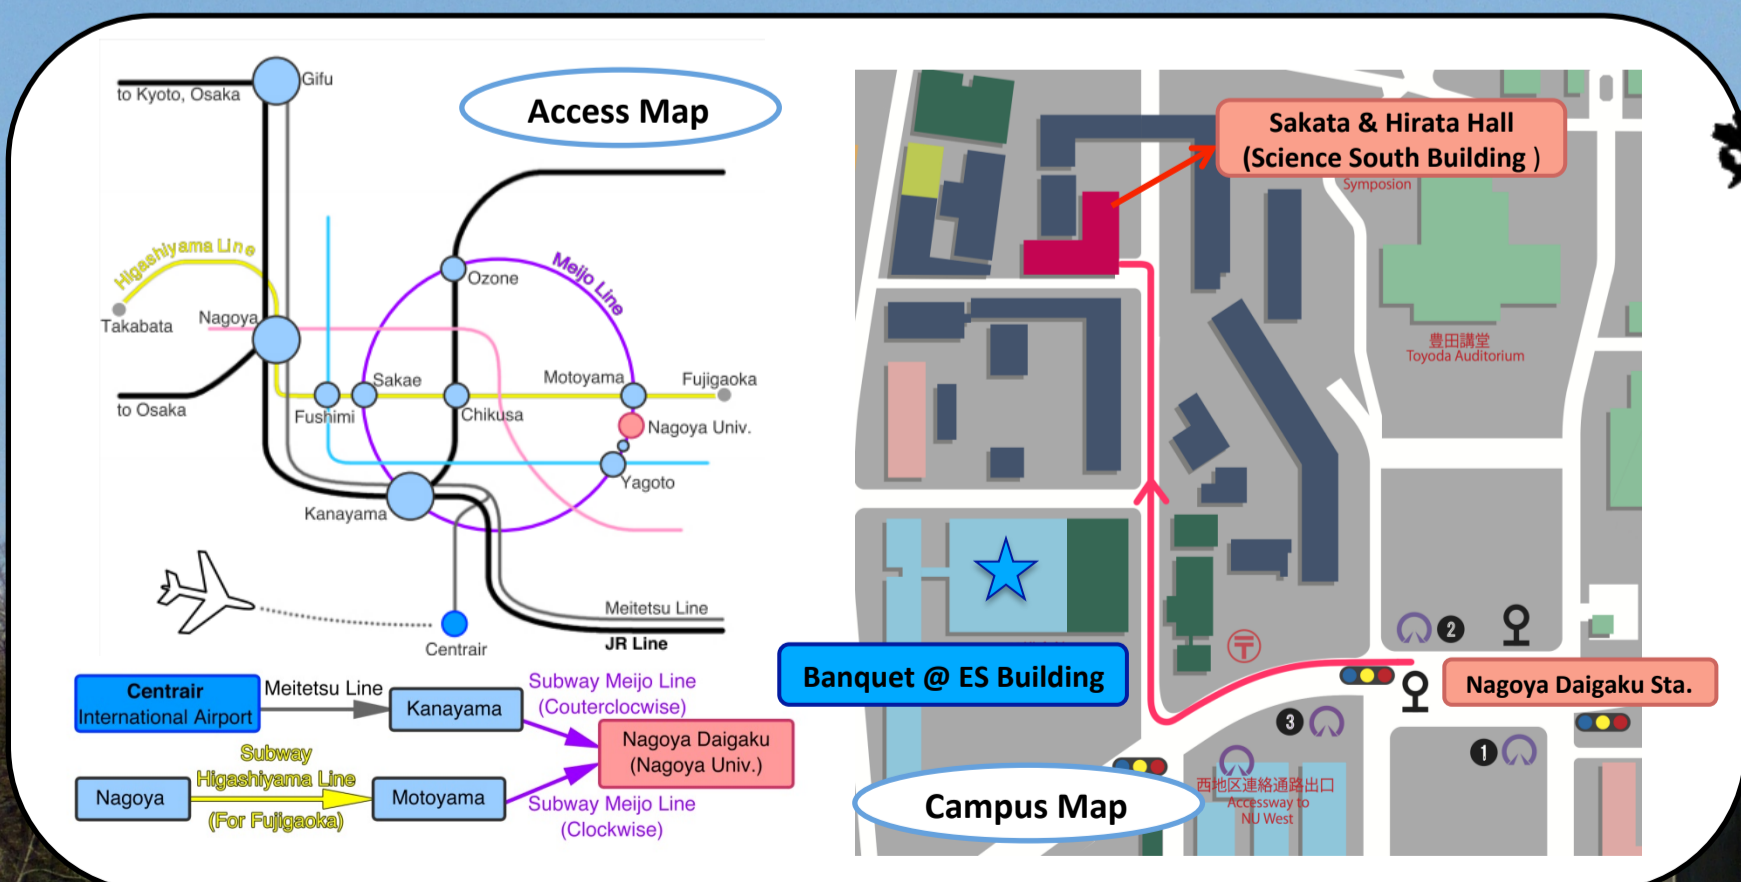 Access Map
Gifu
to Kyoto, Osaka
Higashiyama Line
Meijo Line
Ozone
Takabata
Nagoya
to Osaka
Fushimi
Sakae
Chikusa
Motoyama
Fujigaoka
Nagoya Univ.
Yagoto
Kanayama
Meitetsu Line
JR Line
Centrair
Centrair
International Airport
Meitetsu Line
Kanayama
Subway Meijo Line
(Couterclocwise)
Nagoya Daigaku
(Nagoya Univ.)
Nagoya
Subway
Higashiyama Line
(For Fujigaoka)
Motoyama
Subway Meijo Line
(Clockwise)
Sakata & Hirata Hall
(Science South Building )
Symposion
豊田講堂
Toyoda Auditorium
Banquet @ ES Building
〒
2
Nagoya Daigaku Sta.
3
1
西地区連絡通路出口
Accessway to
NU West
Campus Map